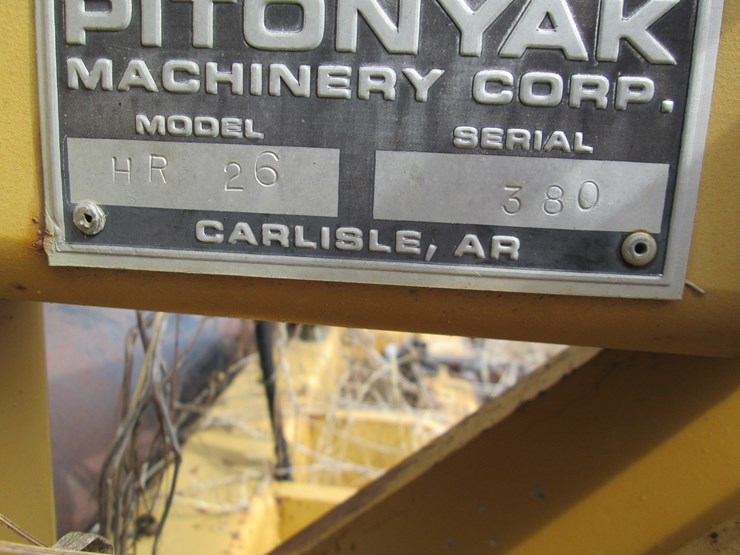 PITONYAK
MACHINERY CORP.
MODEL SERIAL
HR 26 380
CARLISLE, AR